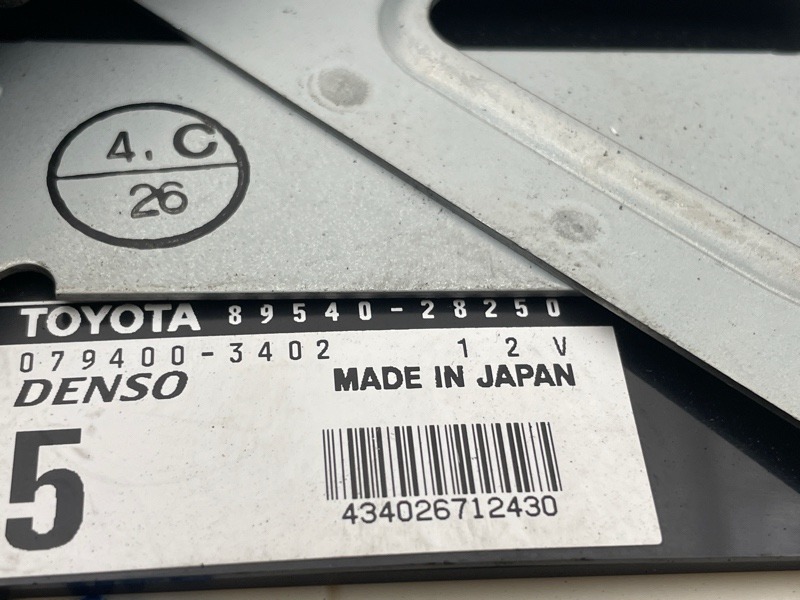 4. C
26
TOYOTA 89540-28250
079400-3402 12V
DENSO MADE IN JAPAN
5
434026712430